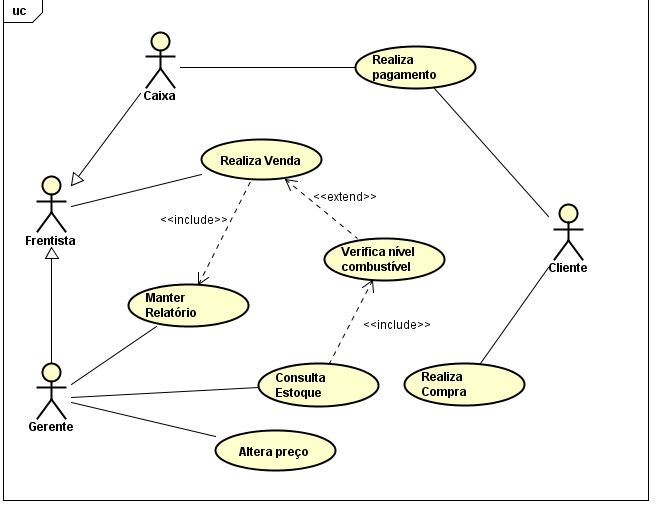 uc
Caixa
Realiza
pagamento
Realiza Venda
<<extend>>
<<include>>
Frentista
Verifica nível
combustível
Cliente
Manter
Relatório
<<include>>
Consulta
Estoque
Realiza
Compra
Gerente
Altera preço